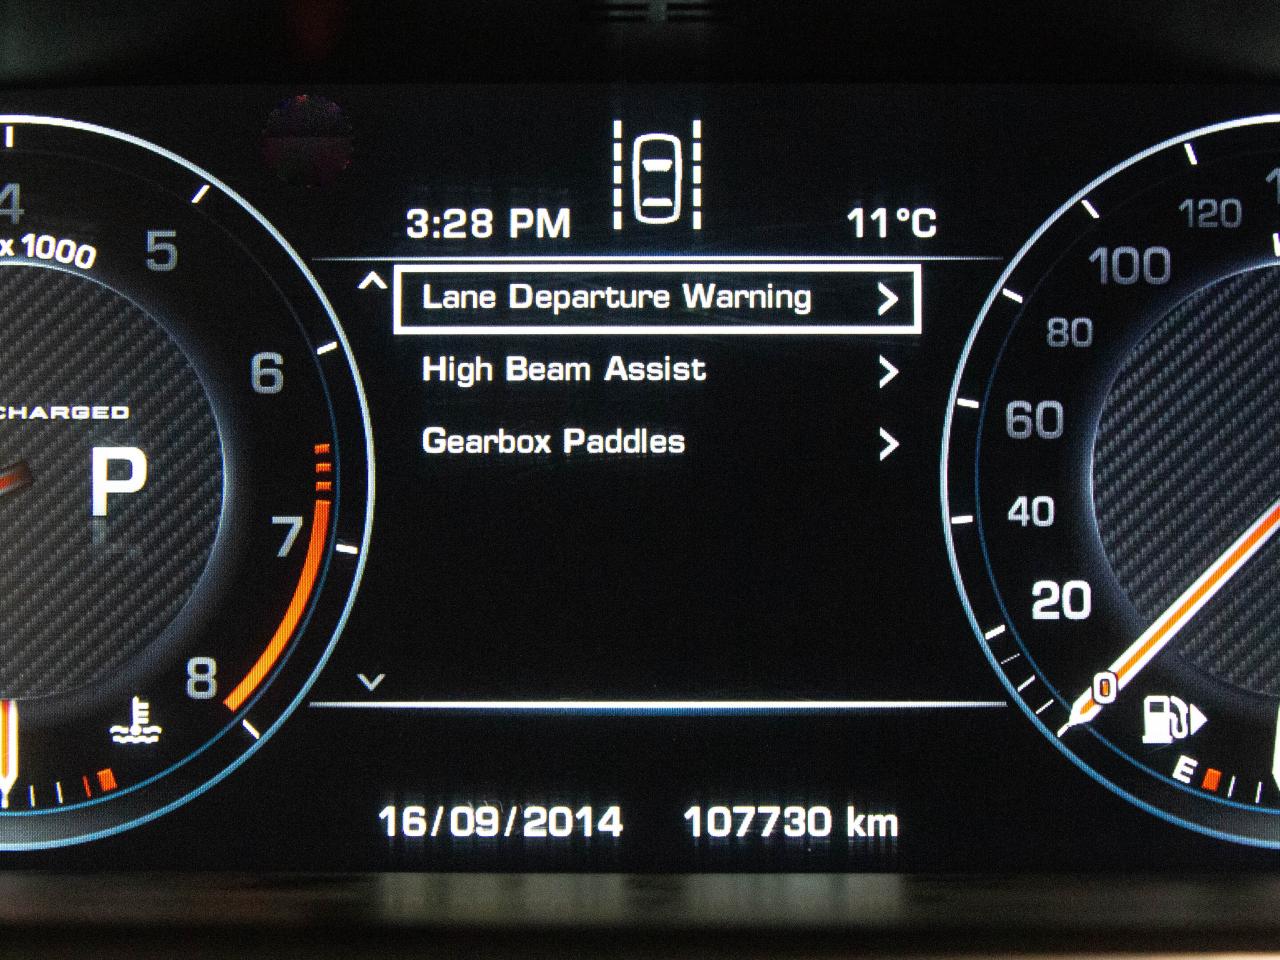 3:28 PM
11°C
Lane Departure Warning
High Beam Assist
Gearbox Paddles
16/09/2014 107730 km
4
5
6
7
8
x 1000
CHARGED
P
120
100
80
60
40
20
0
E